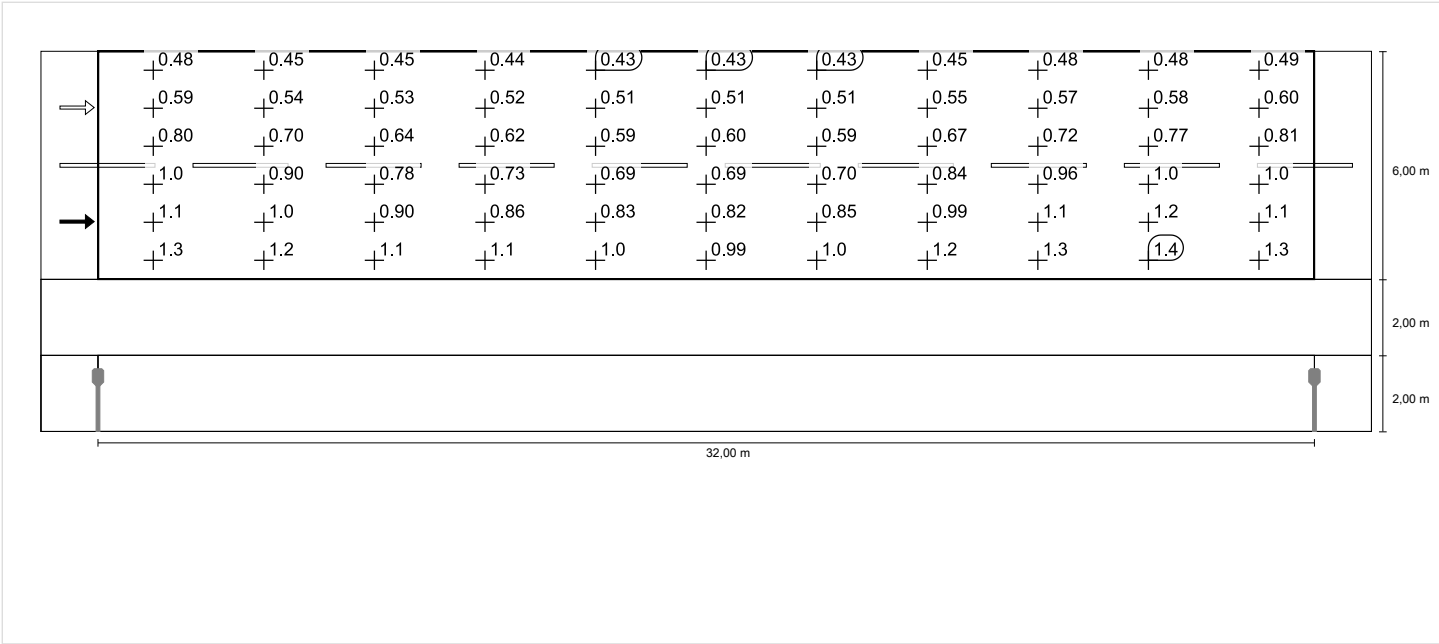 0.48 0.45 0.45 0.44 0.43 0.43 0.43 0.45 0.48 0.48 0.49
0.59 0.54 0.53 0.52 0.51 0.51 0.51 0.55 0.57 0.58 0.60
0.80 0.70 0.64 0.62 0.59 0.60 0.59 0.67 0.72 0.77 0.81
1.0 0.90 0.78 0.73 0.69 0.69 0.70 0.84 0.96 1.0 1.0
6,00 m
1.1 1.0 0.90 0.86 0.83 0.82 0.85 0.99 1.1 1.2 1.1
1.3 1.2 1.1 1.1 1.0 0.99 1.0 1.2 1.3 1.4 1.3
2,00 m
2,00 m
32,00 m